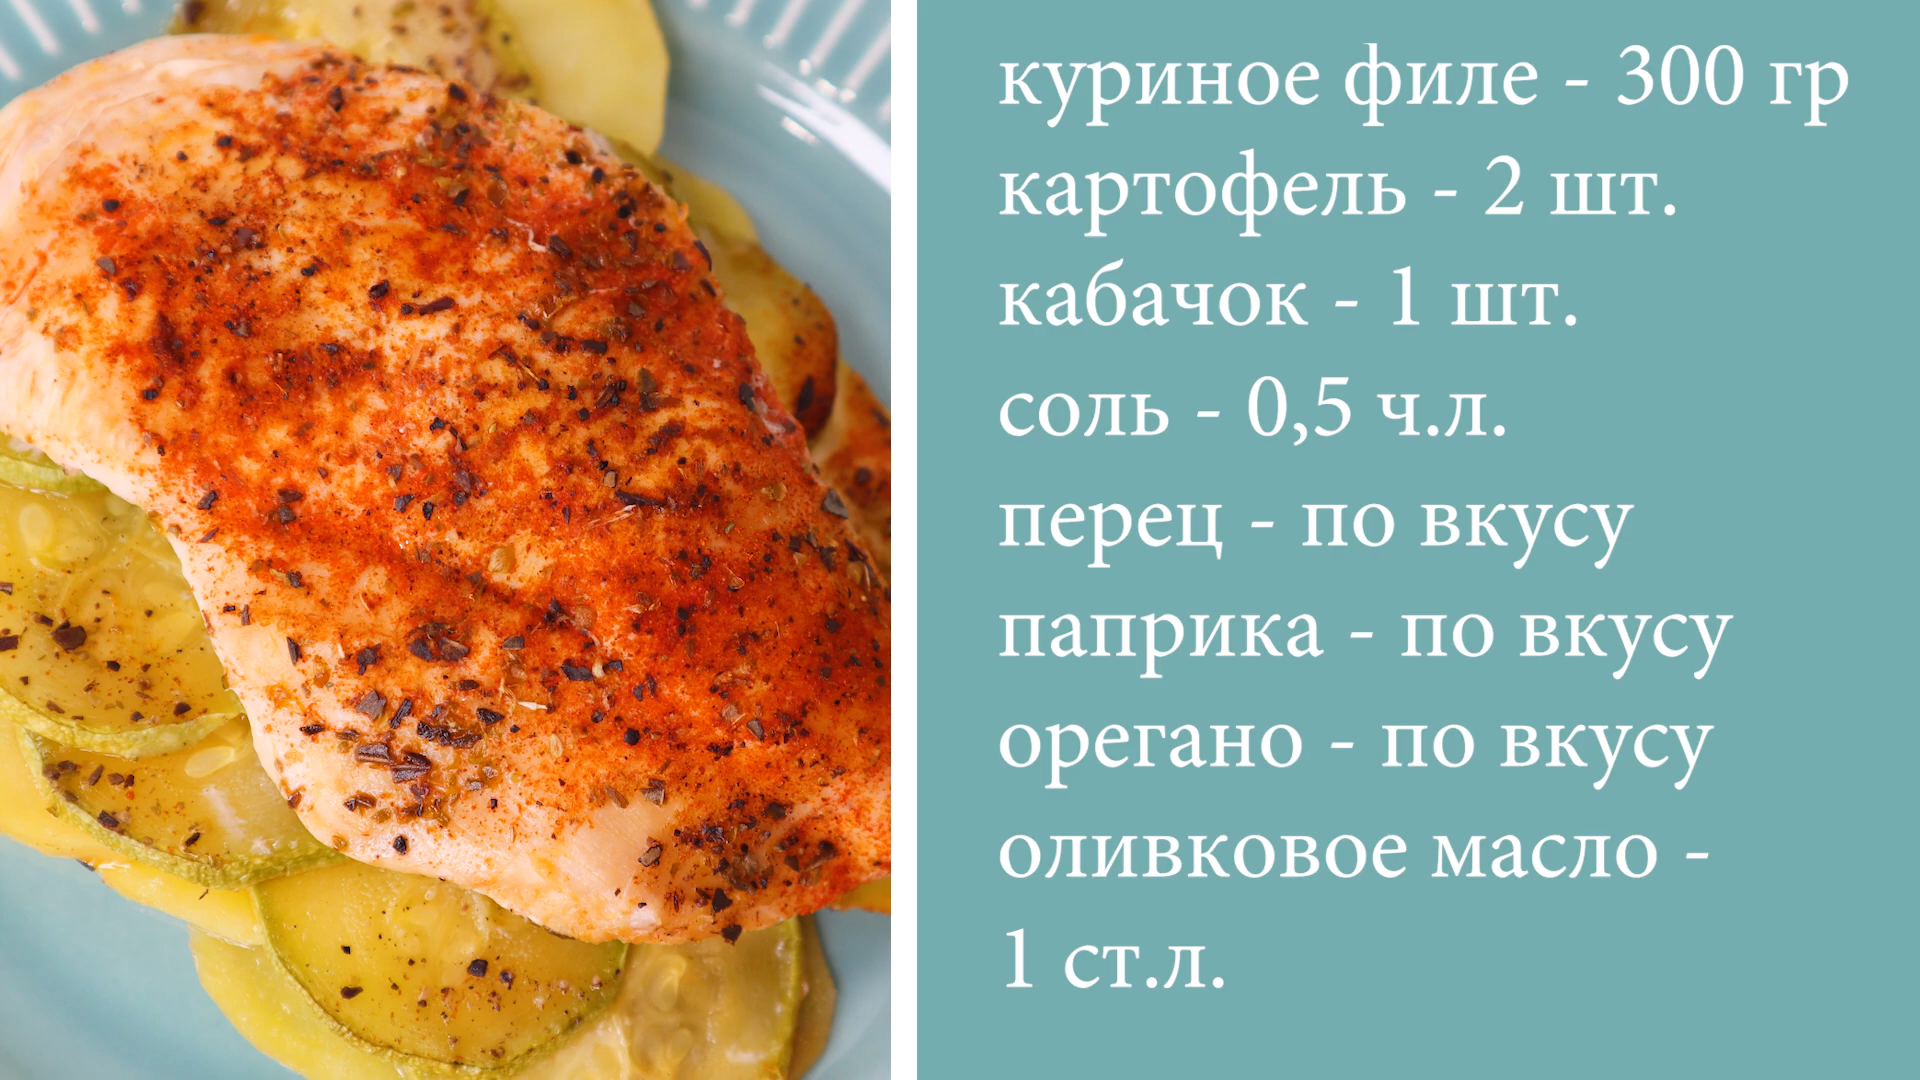 куриное филе - 300 гр
картофель - 2 шт.
кабачок - 1 шт.
соль - 0,5 ч.л.
перец - по вкусу
паприка - по вкусу
орегано - по вкусу
оливковое масло -
1 ст.л.